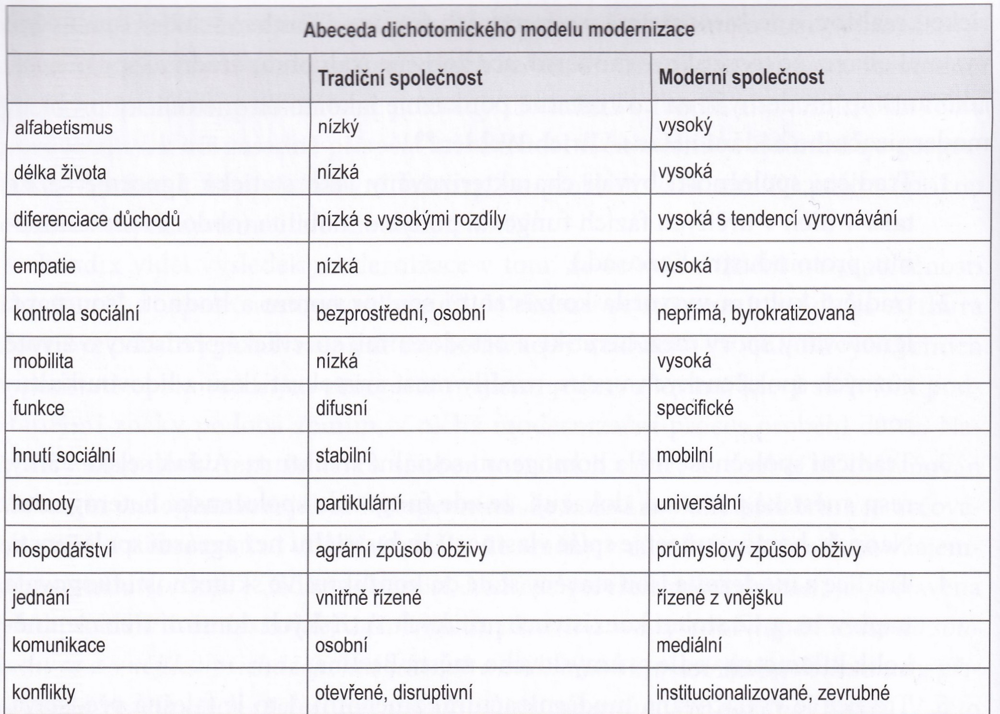 Abeceda dichotomického modelu modernizace
Tradiční společnost Moderní společnost
alfabetismus nízký vysoký
délka života nízká vysoká
diferenciace důchodů nízká s vysokými rozdíly vysoká s tendencí vyrovnávání
empatie nízká vysoká
kontrola sociální bezprostřední, osobní nepřímá, byrokratizovaná
mobilita nízká vysoká
funkce difusní specifické
hnutí sociální stabilní mobilní
hodnoty partikulární universální
hospodářství agrární způsob obživy průmyslový způsob obživy
jednání vnitřně řízené řízené z vnějšku
komunikace osobní mediální
konflikty otevřené, disruptivní institucionalizované, zevrubné